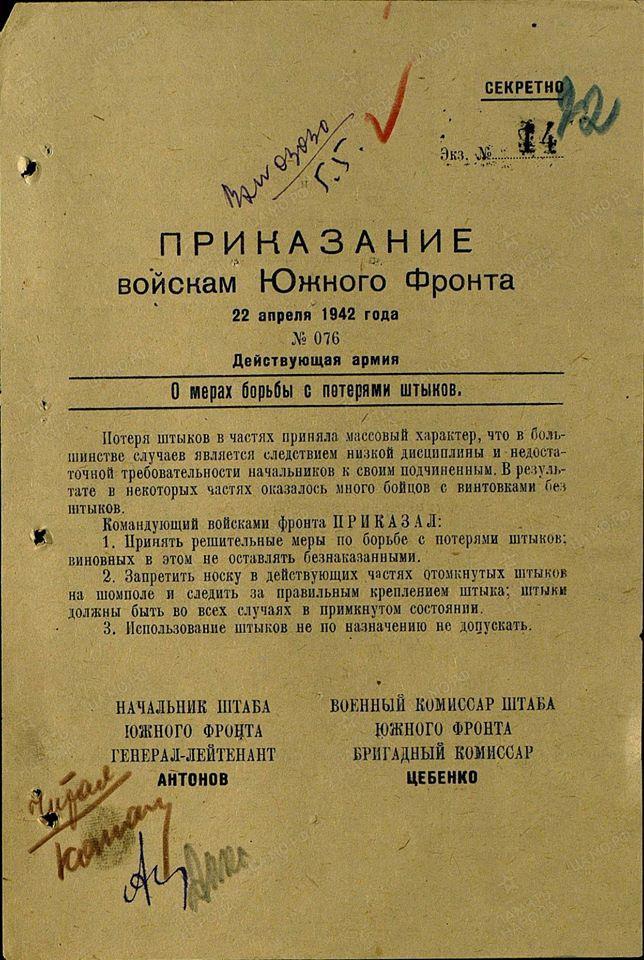 СЕКРЕТНО
92
Экз. № 14
5.5.
ПРИКАЗАНИЕ
войскам Южного Фронта
22 апреля 1942 года
№ 076
Действующая армия
О мерах борьбы с потерями штыков.
Потеря штыков в частях приняла массовый характер, что в боль-
шинстве случаев является следствием низкой дисциплины и недоста-
точной требовательности начальников к своим подчиненным. В резуль-
тате в некоторых частях оказалось много бойцов с винтовками без
штыков.
Командующий войсками фронта ПРИКАЗАЛ:
1. Принять решительные меры по борьбе с потерями штыков;
виновных в этом не оставлять безнаказанными.
2. Запретить носку в действующих частях отомкнутых штыков
на шомполе и следить за правильным креплением штыка; штыки
должны быть во всех случаях в примкнутом состоянии.
3. Использование штыков не по назначению не допускать.
НАЧАЛЬНИК ШТАБА
ЮЖНОГО ФРОНТА
ГЕНЕРАЛ-ЛЕЙТЕНАНТ
АНТОНОВ
ВОЕННЫЙ КОМИССАР ШТАБА
ЮЖНОГО ФРОНТА
БРИГАДНЫЙ КОМИССАР
ЦЕБЕНКО
Читал